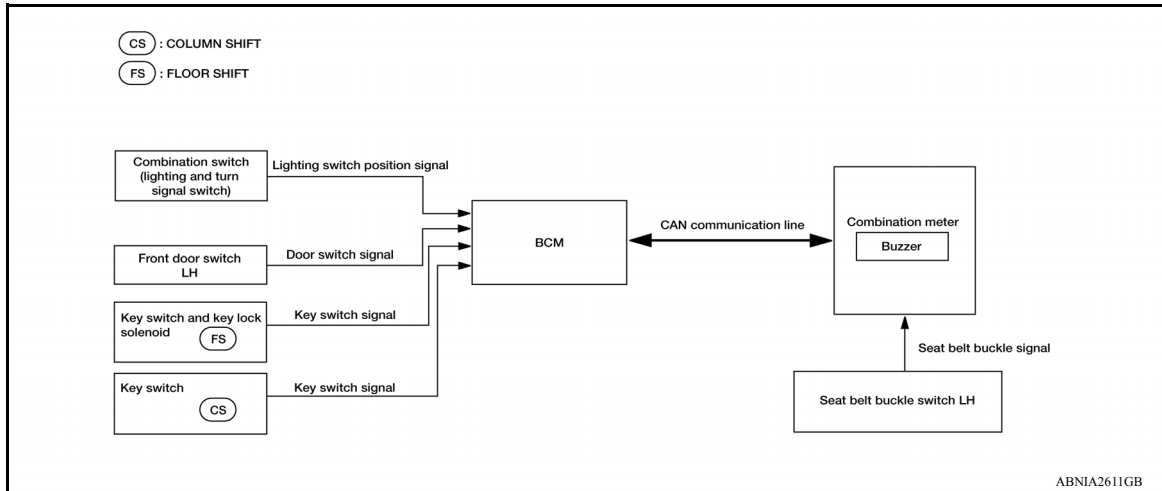 CS : COLUMN SHIFT
FS : FLOOR SHIFT
Combination switch
(lighting and turn
signal switch)
Lighting switch position signal
Front door switch
LH
Door switch signal
Key switch and key lock
solenoid
FS
Key switch signal
Key switch
CS
Key switch signal
BCM
CAN communication line
Combination meter
Buzzer
Seat belt buckle signal
Seat belt buckle switch LH
ABNIA2611GB